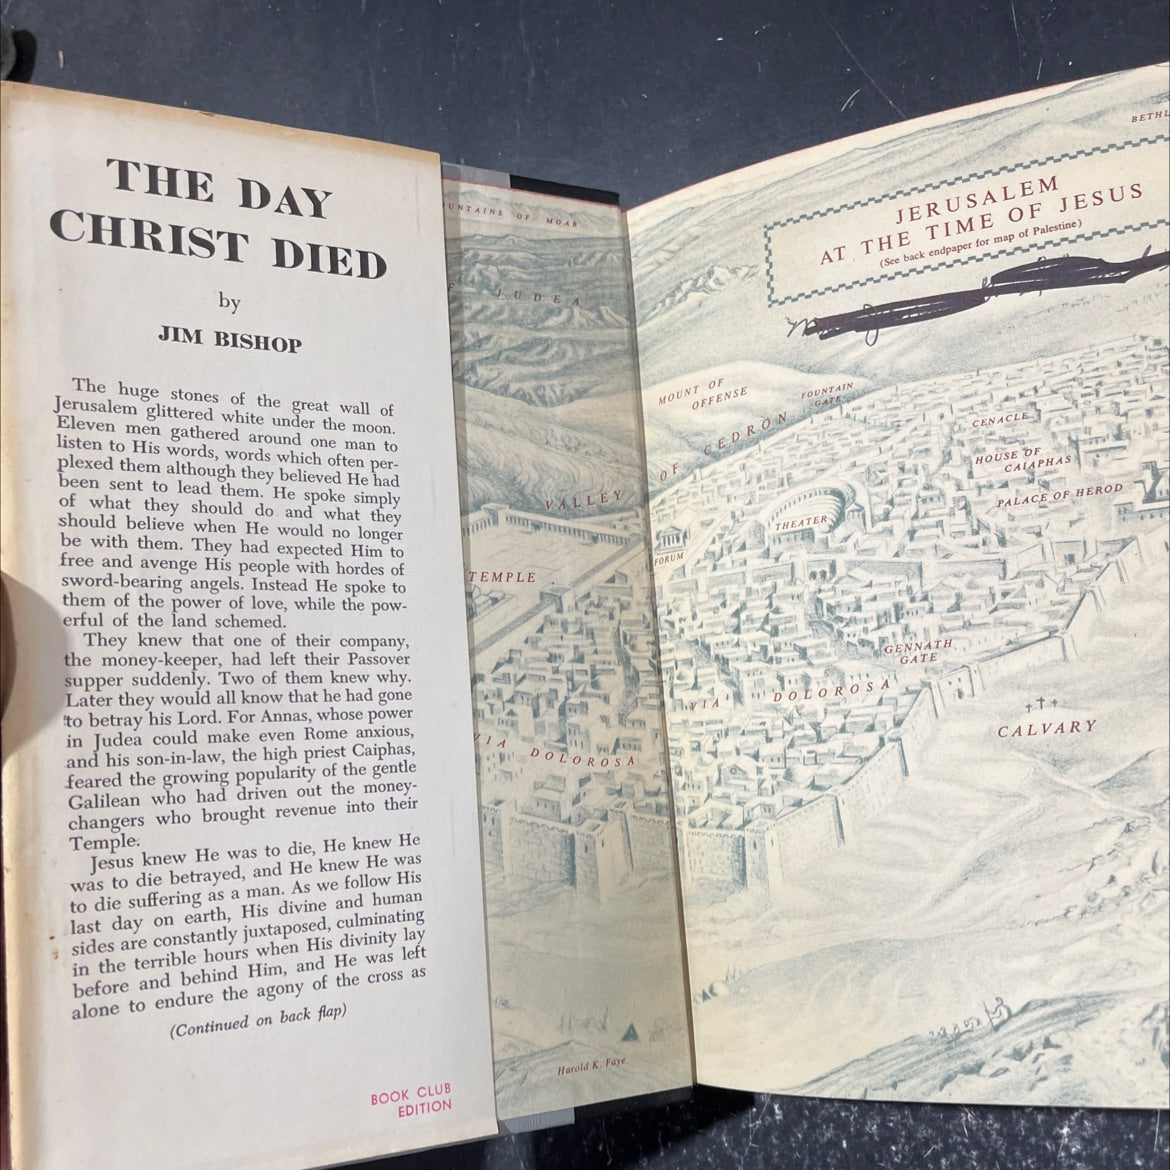 THE DAY
CHRIST DIED
by
JIM BISHOP
The huge stones of the great wall of
Jerusalem glittered white under the moon.
Eleven men gathered around one man to
listen to His words, words which often per-
plexed them although they believed He had
been sent to lead them. He spoke simply
of what they should do and what they
should believe when He would no longer
be with them. They had expected Him to
free and avenge His people with hordes of
sword-bearing angels. Instead He spoke to
them of the power of love, while the pow-
erful of the land schemed.
They knew that one of their company,
the money-keeper, had left their Passover
supper suddenly. Two of them knew why.
Later they would all know that he had gone
to betray his Lord. For Annas, whose power
in Judea could make even Rome anxious,
and his son-in-law, the high priest Caiphas,
feared the growing popularity of the gentle
Galilean who had driven out the money-
changers who brought revenue into their
Temple.
Jesus knew He was to die, He knew He
was to die betrayed, and He knew He was
to die suffering as a man. As we follow His
last day on earth, His divine and human
sides are constantly juxtaposed, culminating
in the terrible hours when His divinity lay
before and behind Him, and He was left
alone to endure the agony of the cross as
(Continued on back flap)
BOOK CLUB
EDITION
UNTAINS OF MOAB
F JUDEA
VALLEY OF CEDRON
TEMPLE
VIA DOLOROSA
Harold K. Faye
BETHL
JERUSALEM
AT THE TIME OF JESUS
(See back endpaper for map of Palestine)
MOUNT OF
OFFENSE
FOUNTAIN
GATE
CENACLE
HOUSE OF
CAIAPHAS
PALACE OF HEROD
THEATER
FORUM
GENNATH
GATE
VIA DOLOROSA
CALVARY